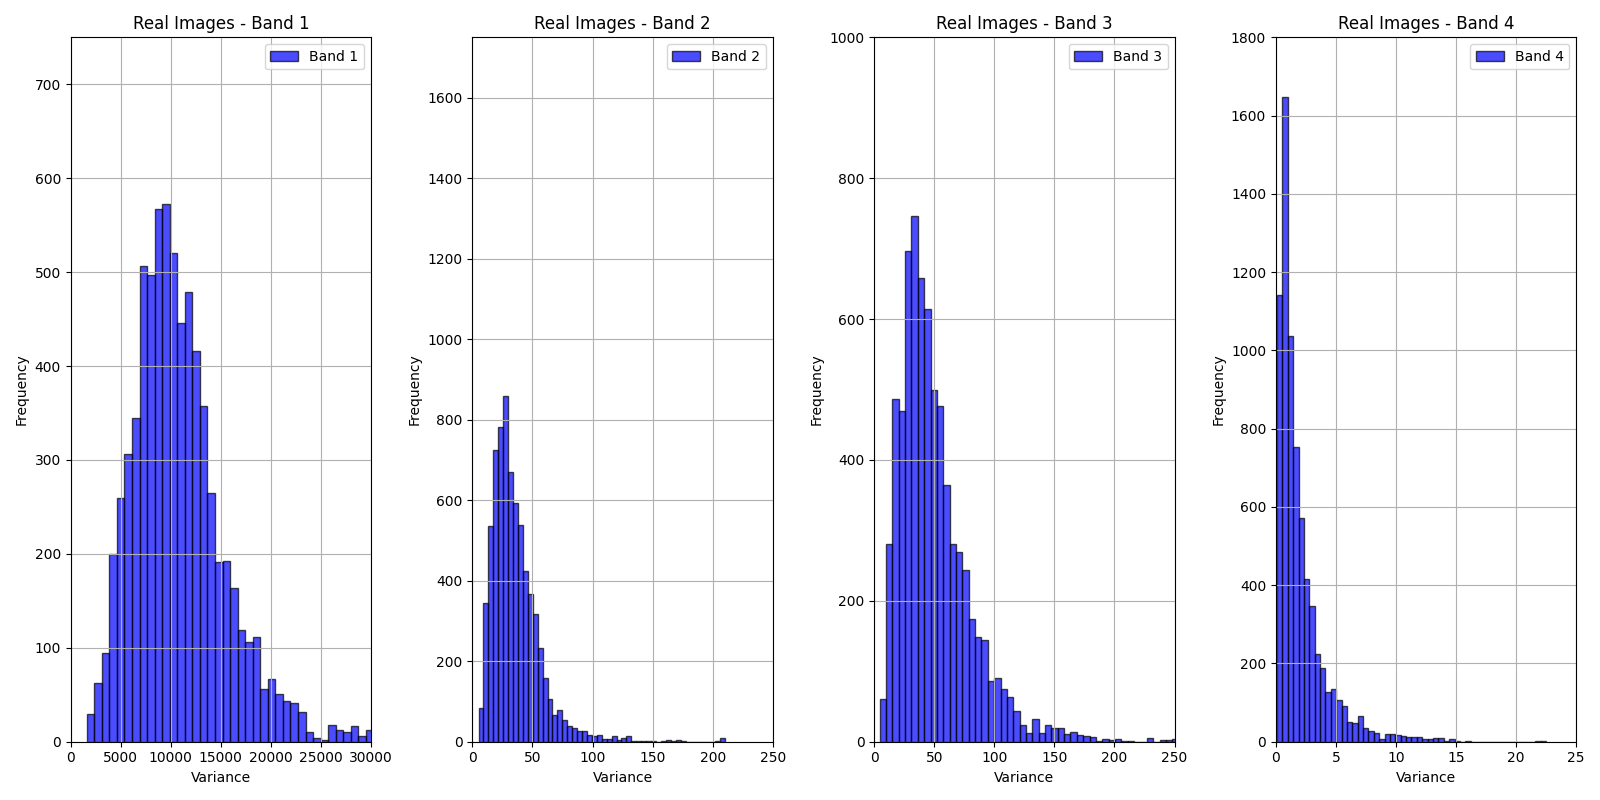 Real Images - Band 1
Band 1
700
600
500
400
300
200
100
0
Frequency
0 5000 10000 15000 20000 25000 30000
Variance
Real Images - Band 2
Band 2
1600
1400
1200
1000
800
600
400
200
0
Frequency
0 50 100 150 200 250
Variance
Real Images - Band 3
Band 3
1000
800
600
400
200
0
Frequency
0 50 100 150 200 250
Variance
Real Images - Band 4
Band 4
1800
1600
1400
1200
1000
800
600
400
200
0
Frequency
0 5 10 15 20 25
Variance